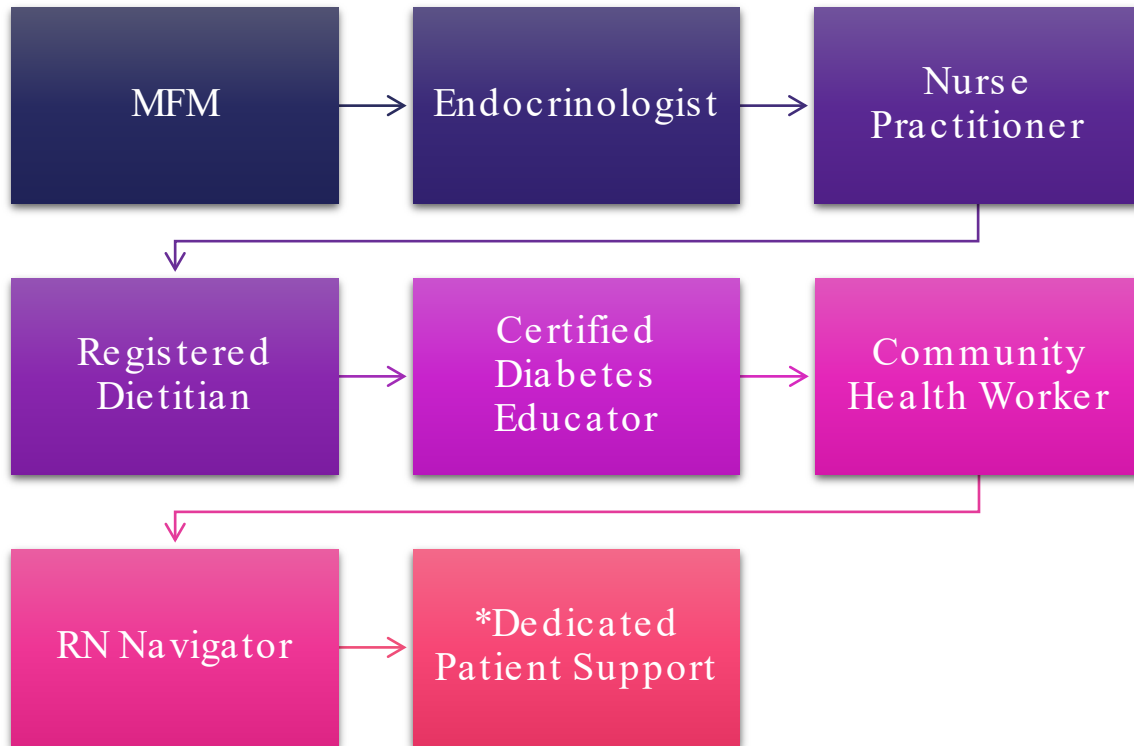 MFM
Endocrinologist
Nurse
Practitioner
Registered
Dietitian
Certified
Diabetes
Educator
Community
Health Worker
RN Navigator
*Dedicated
Patient Support